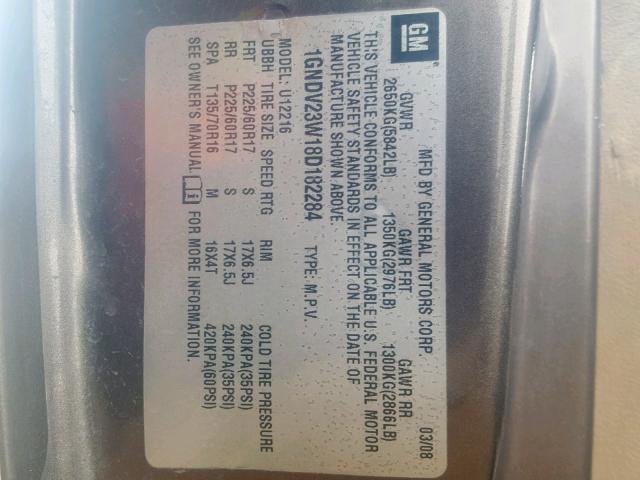 GM
MFD BY GENERAL MOTORS CORP 03/08
GVWR GAWR FRT GAWR RR
2650KG(5842LB) 1350KG(2976LB) 1300KG(2866LB)
THIS VEHICLE CONFORMS TO ALL APPLICABLE U.S. FEDERAL MOTOR
VEHICLE SAFETY STANDARDS IN EFFECT ON THE DATE OF
MANUFACTURE SHOWN ABOVE
1GNDV23W18D182284 TYPE: M.P.V.
MODEL: U12216
UBBH TIRE SIZE SPEED RTG RIM COLD TIRE PRESSURE
FRT P225/60R17 S 17X6.5J 240KPA(35PSI)
RR P225/60R17 S 17X6.5J 240KPA(35PSI)
SPA T135/70R16 M 16X4T 420KPA(60PSI)
SEE OWNER'S MANUAL FOR MORE INFORMATION.